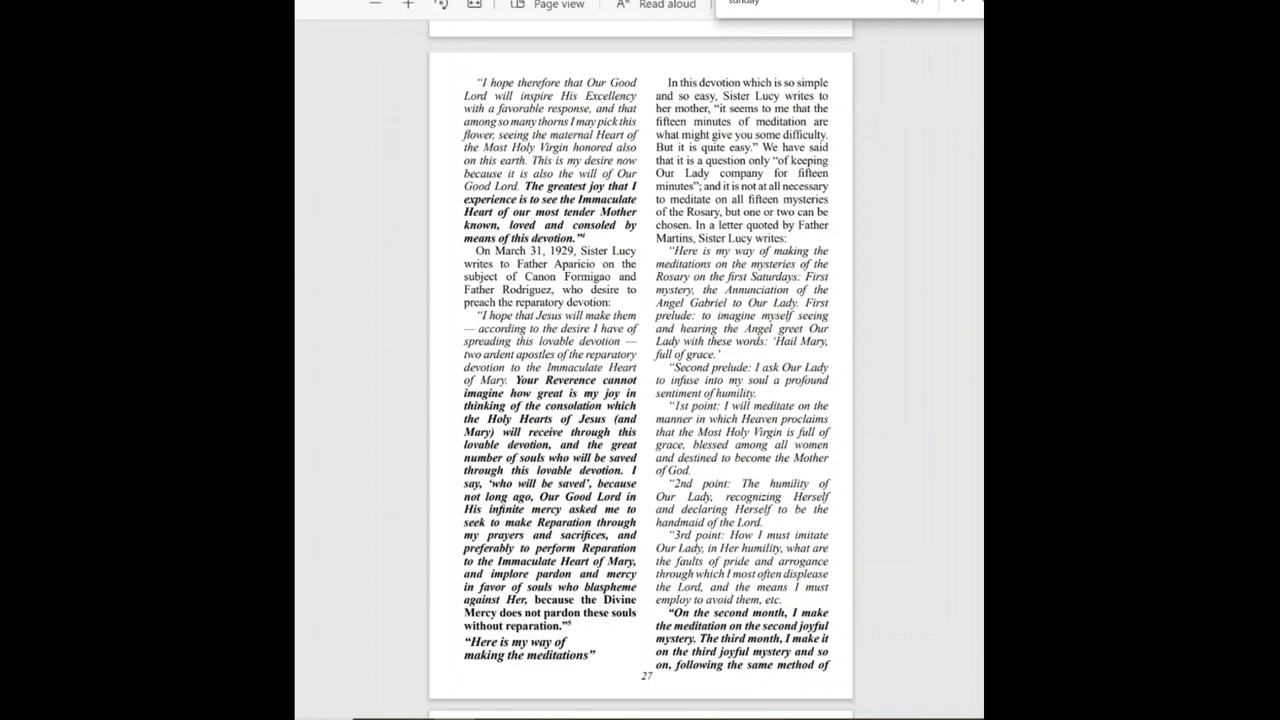 Page view
Read aloud
sunday
“I hope therefore that Our Good
Lord will inspire His Excellency
with a favorable response, and that
among so many thorns I may pick this
flower, seeing the maternal Heart of
the Most Holy Virgin honored also
on this earth. This is my desire now
because it is also the will of Our
Good Lord. The greatest joy that I
experience is to see the Immaculate
Heart of our most tender Mother
known, loved and consoled by
means of this devotion.”⁴
On March 31, 1929, Sister Lucy
writes to Father Aparicio on the
subject of Canon Formigao and
Father Rodriguez, who desire to
preach the reparatory devotion:
“I hope that Jesus will make them
— according to the desire I have of
spreading this lovable devotion —
two ardent apostles of the reparatory
devotion to the Immaculate Heart
of Mary. Your Reverence cannot
imagine how great is my joy in
thinking of the consolation which
the Holy Hearts of Jesus (and
Mary) will receive through this
lovable devotion, and the great
number of souls who will be saved
through this lovable devotion. I
say, ‘who will be saved’, because
not long ago, Our Good Lord in
His infinite mercy asked me to
seek to make Reparation through
my prayers and sacrifices, and
preferably to perform Reparation
to the Immaculate Heart of Mary,
and implore pardon and mercy
in favor of souls who blaspheme
against Her, because the Divine
Mercy does not pardon these souls
without reparation.”⁵
“Here is my way of
making the meditations”
In this devotion which is so simple
and so easy, Sister Lucy writes to
her mother, “it seems to me that the
fifteen minutes of meditation are
what might give you some difficulty.
But it is quite easy.” We have said
that it is a question only “of keeping
Our Lady company for fifteen
minutes”; and it is not at all necessary
to meditate on all fifteen mysteries
of the Rosary, but one or two can be
chosen. In a letter quoted by Father
Martins, Sister Lucy writes:
“Here is my way of making the
meditations on the mysteries of the
Rosary on the first Saturdays: First
mystery, the Annunciation of the
Angel Gabriel to Our Lady. First
prelude: to imagine myself seeing
and hearing the Angel greet Our
Lady with these words: ‘Hail Mary,
full of grace.’
“Second prelude: I ask Our Lady
to infuse into my soul a profound
sentiment of humility.
“1st point: I will meditate on the
manner in which Heaven proclaims
that the Most Holy Virgin is full of
grace, blessed among all women
and destined to become the Mother
of God.
“2nd point: The humility of
Our Lady, recognizing Herself
and declaring Herself to be the
handmaid of the Lord.
“3rd point: How I must imitate
Our Lady, in Her humility, what are
the faults of pride and arrogance
through which I most often displease
the Lord, and the means I must
employ to avoid them, etc.
“On the second month, I make
the meditation on the second joyful
mystery. The third month, I make it
on the third joyful mystery and so
on, following the same method of
27